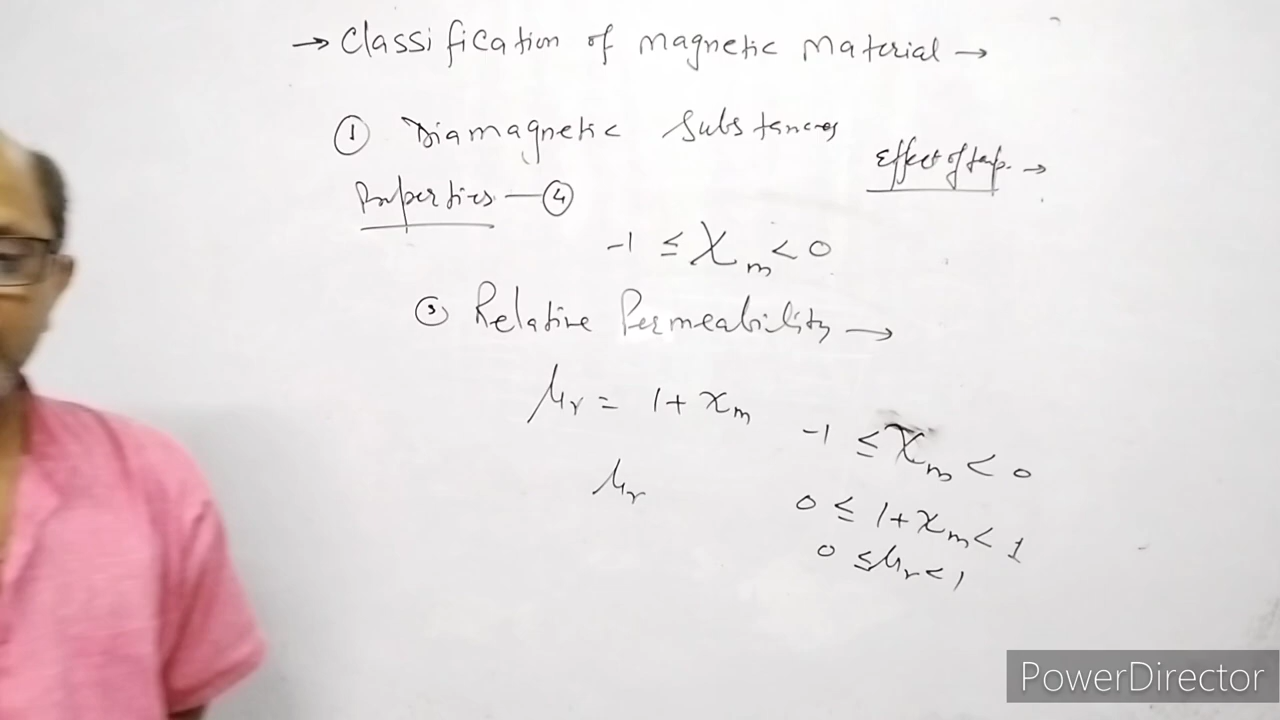 → Classification of magnetic Material →
① Diamagnetic Substances
Effect of temp. →
Properties — ④
-1 ≤ χm < 0
③ Relative Permeability →
μr = 1 + χm
-1 ≤ χm < 0
μr
0 ≤ 1 + χm < 1
0 ≤ μr < 1
PowerDirector